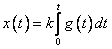 x(t) = k∫₀ᵗ g(t)dt